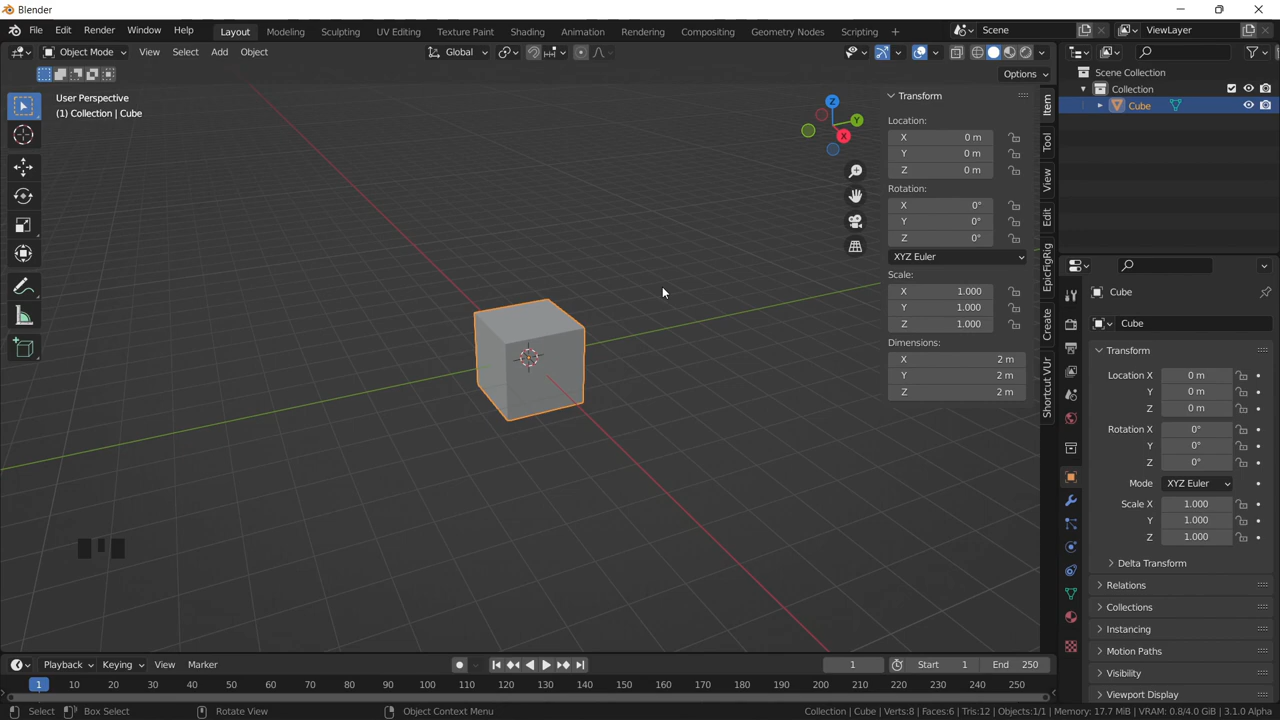 Blender
File Edit Render Window Help Layout Modeling Sculpting UV Editing Texture Paint Shading Animation Rendering Compositing Geometry Nodes Scripting + Scene ViewLayer
Object Mode View Select Add Object Global
Options
User Perspective
(1) Collection | Cube
Z
Y
X
Transform
Location:
X 0 m
Y 0 m
Z 0 m
Rotation:
X 0°
Y 0°
Z 0°
XYZ Euler
Scale:
X 1.000
Y 1.000
Z 1.000
Dimensions:
X 2 m
Y 2 m
Z 2 m
Item
Tool
View
Edit
EpicFigRig
Create
Shortcut VUr
Scene Collection
Collection
Cube
Cube
Cube
Transform
Location X 0 m
Y 0 m
Z 0 m
Rotation X 0°
Y 0°
Z 0°
Mode XYZ Euler
Scale X 1.000
Y 1.000
Z 1.000
Delta Transform
Relations
Collections
Instancing
Motion Paths
Visibility
Viewport Display
Playback Keying View Marker 1 Start 1 End 250
1 10 20 30 40 50 60 70 80 90 100 110 120 130 140 150 160 170 180 190 200 210 220 230 240 250
Select Box Select Rotate View Object Context Menu Collection | Cube | Verts:8 | Faces:6 | Tris:12 | Objects:1/1 | Memory: 17.7 MiB | VRAM: 0.8/4.0 GiB | 3.1.0 Alpha